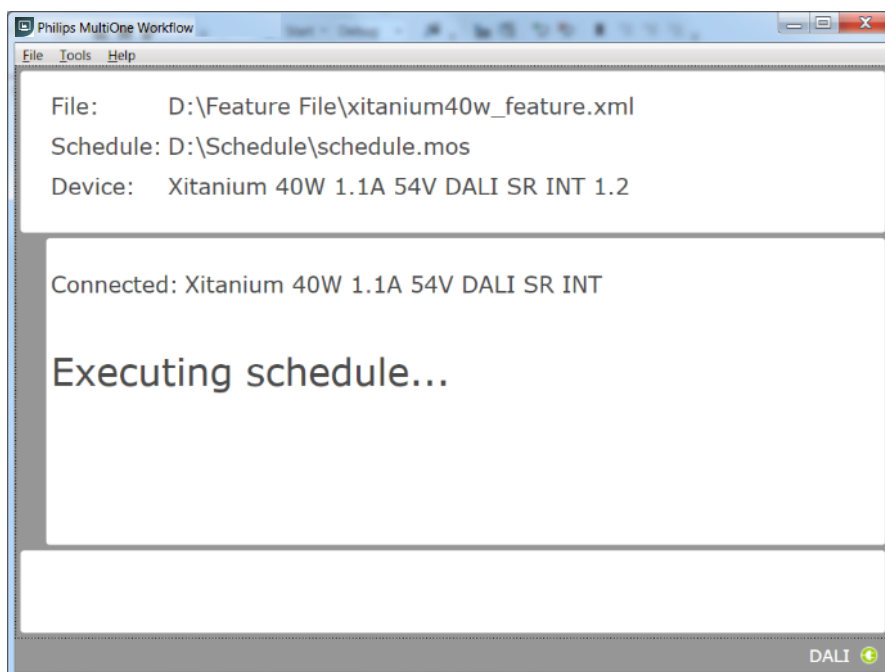 Philips MultiOne Workflow
File Tools Help
File: D:\Feature File\xitanium40w_feature.xml
Schedule: D:\Schedule\schedule.mos
Device: Xitanium 40W 1.1A 54V DALI SR INT 1.2
Connected: Xitanium 40W 1.1A 54V DALI SR INT
Executing schedule...
DALI